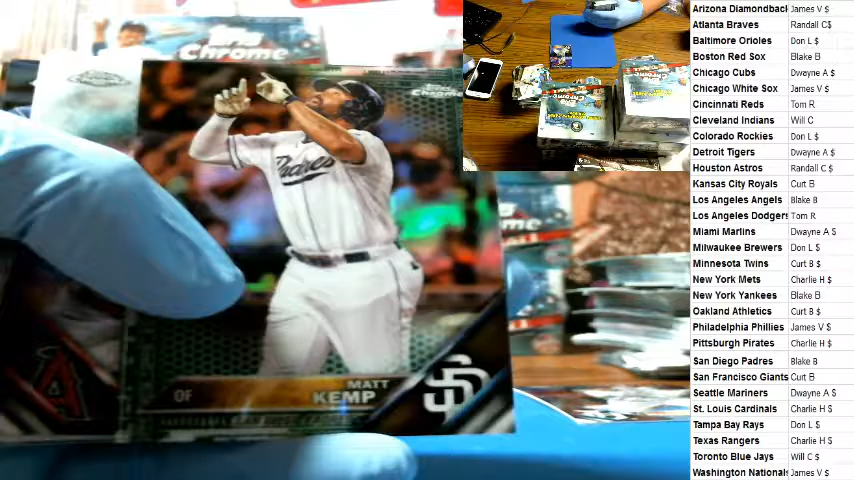 Topps
Chrome
Topps
Chrome
Padres
OF
MATT
KEMP
SD
A
Arizona Diamondback James V $
Atlanta Braves Randall C$
Baltimore Orioles Don L $
Boston Red Sox Blake B
Chicago Cubs Dwayne A $
Chicago White Sox James V $
Cincinnati Reds Tom R
Cleveland Indians Will C
Colorado Rockies Don L $
Detroit Tigers Dwayne A $
Houston Astros Randall C $
Kansas City Royals Curt B
Los Angeles Angels Blake B
Los Angeles Dodgers Tom R
Miami Marlins Dwayne A $
Milwaukee Brewers Don L $
Minnesota Twins Curt B $
New York Mets Charlie H $
New York Yankees Blake B
Oakland Athletics Curt B $
Philadelphia Phillies James V $
Pittsburgh Pirates Charlie H $
San Diego Padres Blake B
San Francisco Giants Curt B
Seattle Mariners Dwayne A $
St. Louis Cardinals Charlie H $
Tampa Bay Rays Don L $
Texas Rangers Charlie H $
Toronto Blue Jays Will C $
Washington Nationals James V $